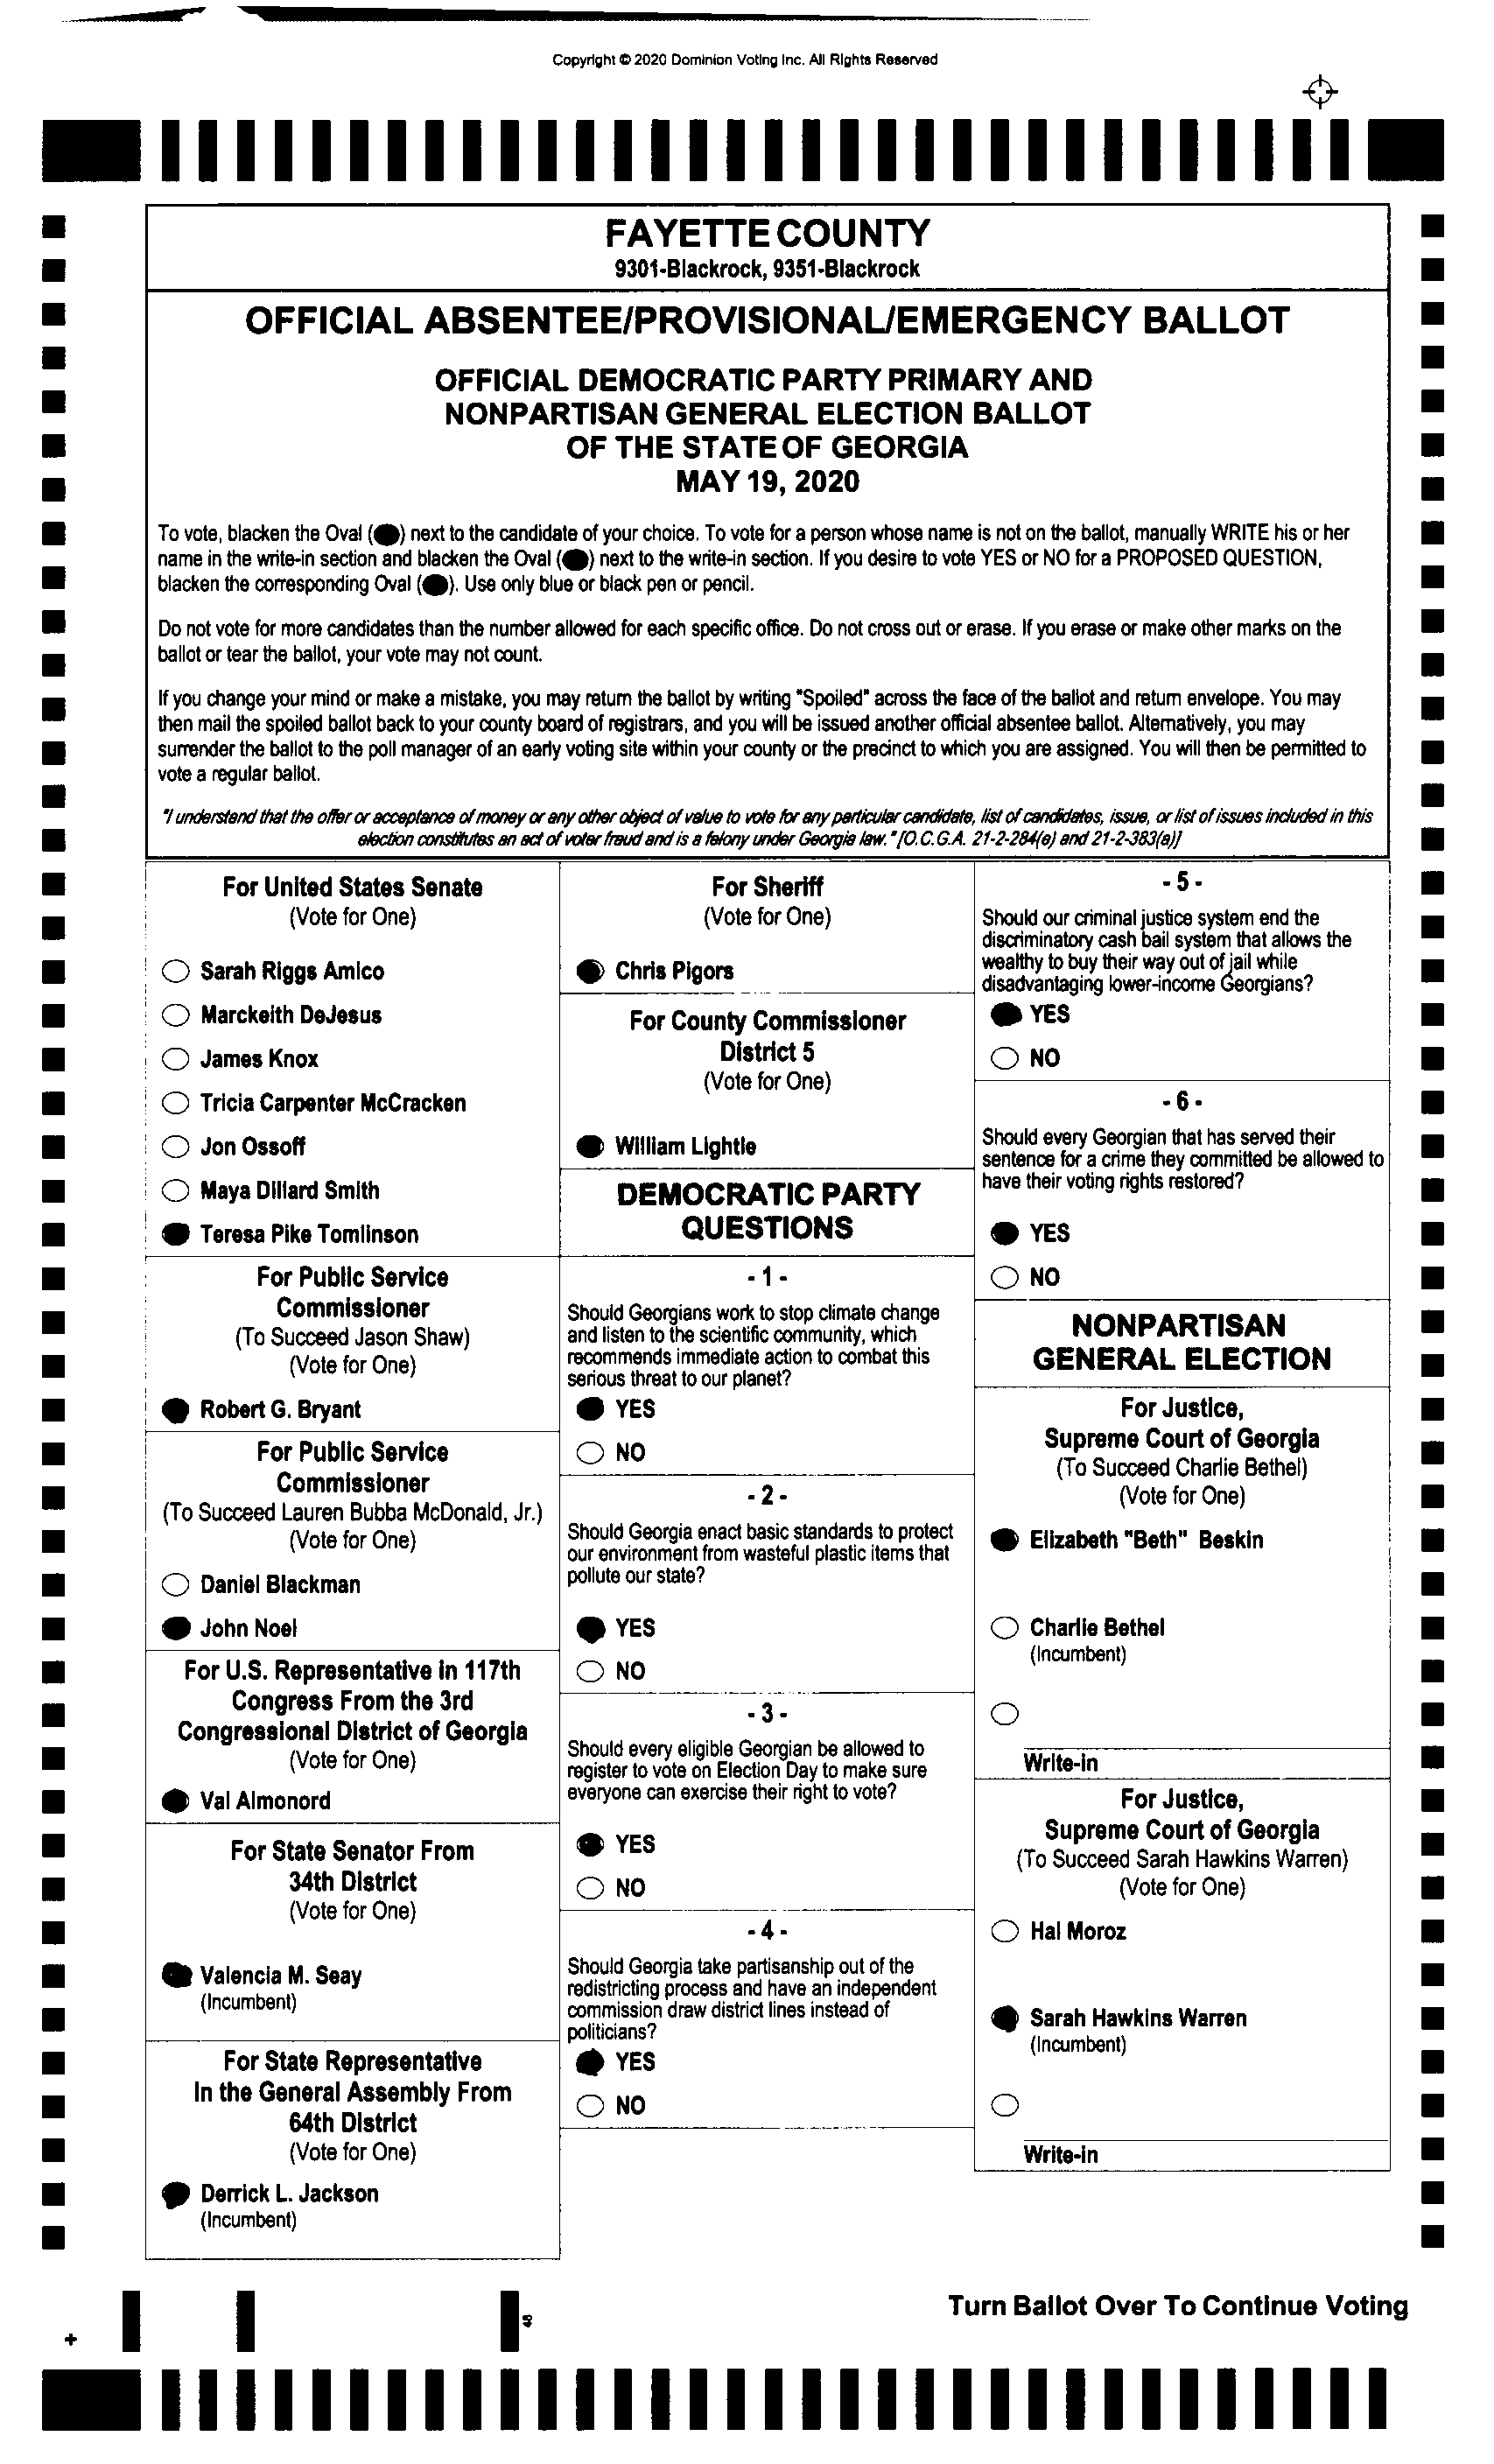 Copyright © 2020 Dominion Voting Inc. All Rights Reserved
FAYETTE COUNTY
9301-Blackrock, 9351-Blackrock
OFFICIAL ABSENTEE/PROVISIONAL/EMERGENCY BALLOT
OFFICIAL DEMOCRATIC PARTY PRIMARY AND
NONPARTISAN GENERAL ELECTION BALLOT
OF THE STATE OF GEORGIA
MAY 19, 2020
To vote, blacken the Oval ( ) next to the candidate of your choice. To vote for a person whose name is not on the ballot, manually WRITE his or her
name in the write-in section and blacken the Oval ( ) next to the write-in section. If you desire to vote YES or NO for a PROPOSED QUESTION,
blacken the corresponding Oval ( ). Use only blue or black pen or pencil.
Do not vote for more candidates than the number allowed for each specific office. Do not cross out or erase. If you erase or make other marks on the
ballot or tear the ballot, your vote may not count.
If you change your mind or make a mistake, you may return the ballot by writing "Spoiled" across the face of the ballot and return envelope. You may
then mail the spoiled ballot back to your county board of registrars, and you will be issued another official absentee ballot. Alternatively, you may
surrender the ballot to the poll manager of an early voting site within your county or the precinct to which you are assigned. You will then be permitted to
vote a regular ballot.
"I understand that the offer or acceptance of money or any other object of value to vote for any particular candidate, list of candidates, issue, or list of issues included in this
election constitutes an act of voter fraud and is a felony under Georgia law." [O.C.G.A. 21-2-284(e) and 21-2-383(a)]
For United States Senate
(Vote for One)
Sarah Riggs Amico
Marckeith DeJesus
James Knox
Tricia Carpenter McCracken
Jon Ossoff
Maya Dillard Smith
Teresa Pike Tomlinson
For Public Service
Commissioner
(To Succeed Jason Shaw)
(Vote for One)
Robert G. Bryant
For Public Service
Commissioner
(To Succeed Lauren Bubba McDonald, Jr.)
(Vote for One)
Daniel Blackman
John Noel
For U.S. Representative in 117th
Congress From the 3rd
Congressional District of Georgia
(Vote for One)
Val Almonord
For State Senator From
34th District
(Vote for One)
Valencia M. Seay
(Incumbent)
For State Representative
In the General Assembly From
64th District
(Vote for One)
Derrick L. Jackson
(Incumbent)
For Sheriff
(Vote for One)
Chris Pigors
For County Commissioner
District 5
(Vote for One)
William Lightle
DEMOCRATIC PARTY
QUESTIONS
- 1 -
Should Georgians work to stop climate change
and listen to the scientific community, which
recommends immediate action to combat this
serious threat to our planet?
YES
NO
- 2 -
Should Georgia enact basic standards to protect
our environment from wasteful plastic items that
pollute our state?
YES
NO
- 3 -
Should every eligible Georgian be allowed to
register to vote on Election Day to make sure
everyone can exercise their right to vote?
YES
NO
- 4 -
Should Georgia take partisanship out of the
redistricting process and have an independent
commission draw district lines instead of
politicians?
YES
NO
- 5 -
Should our criminal justice system end the
discriminatory cash bail system that allows the
wealthy to buy their way out of jail while
disadvantaging lower-income Georgians?
YES
NO
- 6 -
Should every Georgian that has served their
sentence for a crime they committed be allowed to
have their voting rights restored?
YES
NO
NONPARTISAN
GENERAL ELECTION
For Justice,
Supreme Court of Georgia
(To Succeed Charlie Bethel)
(Vote for One)
Elizabeth "Beth" Beskin
Charlie Bethel
(Incumbent)
Write-in
For Justice,
Supreme Court of Georgia
(To Succeed Sarah Hawkins Warren)
(Vote for One)
Hal Moroz
Sarah Hawkins Warren
(Incumbent)
Write-in
Turn Ballot Over To Continue Voting